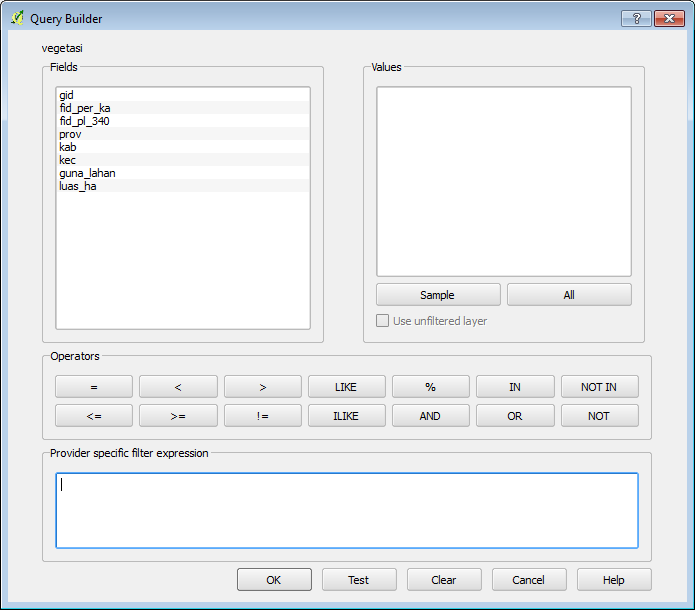 Query Builder
vegetasi
Fields
gid
fid_per_ka
fid_pl_340
prov
kab
kec
guna_lahan
luas_ha
Values
Sample All
Use unfiltered layer
Operators
= < > LIKE % IN NOT IN
<= >= != ILIKE AND OR NOT
Provider specific filter expression
OK Test Clear Cancel Help